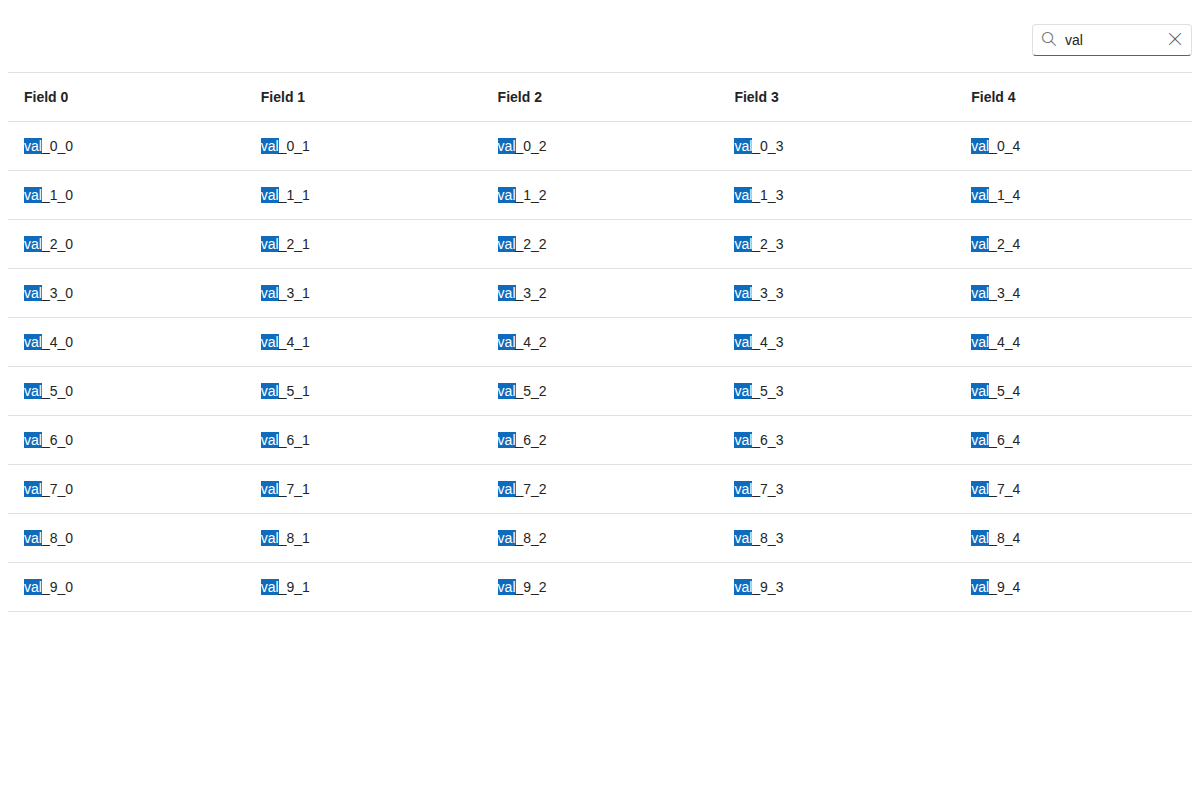 val
Field 0 Field 1 Field 2 Field 3 Field 4
val_0_0 val_0_1 val_0_2 val_0_3 val_0_4
val_1_0 val_1_1 val_1_2 val_1_3 val_1_4
val_2_0 val_2_1 val_2_2 val_2_3 val_2_4
val_3_0 val_3_1 val_3_2 val_3_3 val_3_4
val_4_0 val_4_1 val_4_2 val_4_3 val_4_4
val_5_0 val_5_1 val_5_2 val_5_3 val_5_4
val_6_0 val_6_1 val_6_2 val_6_3 val_6_4
val_7_0 val_7_1 val_7_2 val_7_3 val_7_4
val_8_0 val_8_1 val_8_2 val_8_3 val_8_4
val_9_0 val_9_1 val_9_2 val_9_3 val_9_4